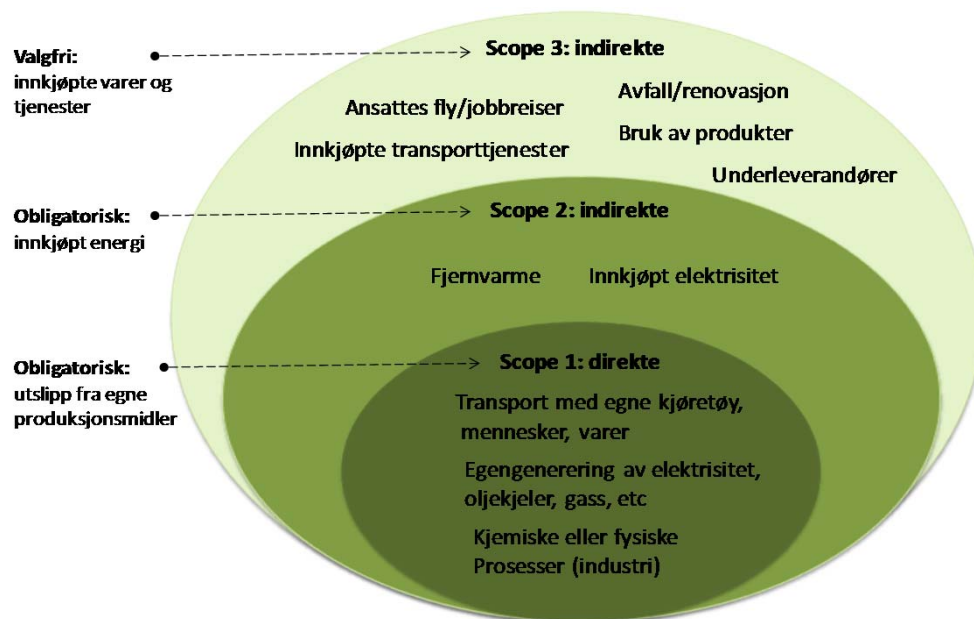 Valgfri:
innkjøpte varer og
tjenester
Scope 3: indirekte
Ansattes fly/jobbreiser
Avfall/renovasjon
Innkjøpte transporttjenester
Bruk av produkter
Underleverandører
Obligatorisk:
innkjøpt energi
Scope 2: indirekte
Fjernvarme
Innkjøpt elektrisitet
Obligatorisk:
utslipp fra egne
produksjonsmidler
Scope 1: direkte
Transport med egne kjøretøy,
mennesker, varer
Egengenerering av elektrisitet,
oljekjeler, gass, etc
Kjemiske eller fysiske
Prosesser (industri)